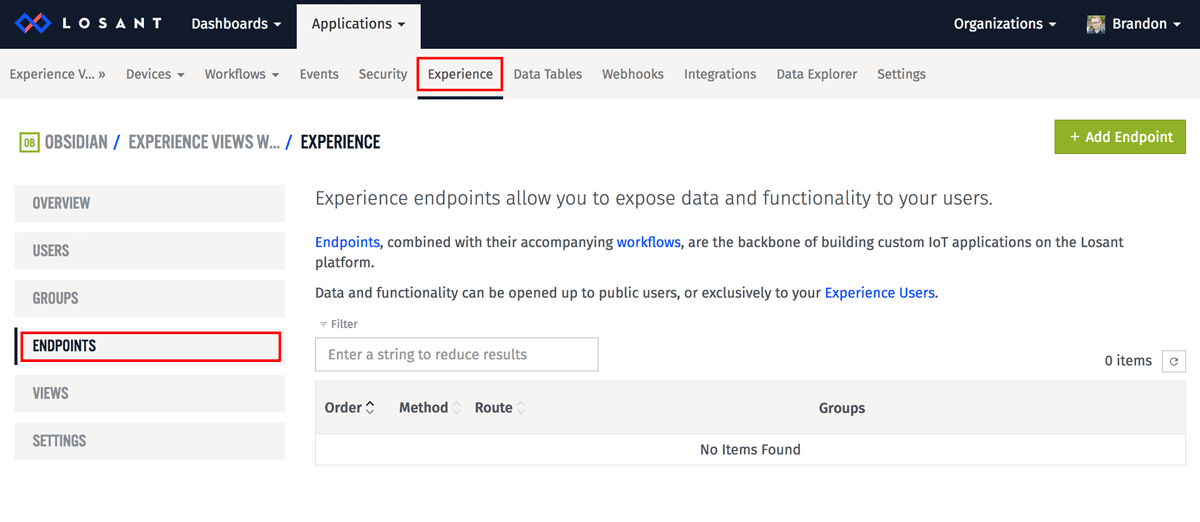 LOSANT Dashboards Applications Organizations Brandon
Experience V... » Devices Workflows Events Security Experience Data Tables Webhooks Integrations Data Explorer Settings
OB OBSIDIAN / EXPERIENCE VIEWS W... / EXPERIENCE
+ Add Endpoint
OVERVIEW
USERS
GROUPS
ENDPOINTS
VIEWS
SETTINGS
Experience endpoints allow you to expose data and functionality to your users.
Endpoints, combined with their accompanying workflows, are the backbone of building custom IoT applications on the Losant
platform.
Data and functionality can be opened up to public users, or exclusively to your Experience Users.
Filter
Enter a string to reduce results
0 items
Order Method Route Groups
No Items Found